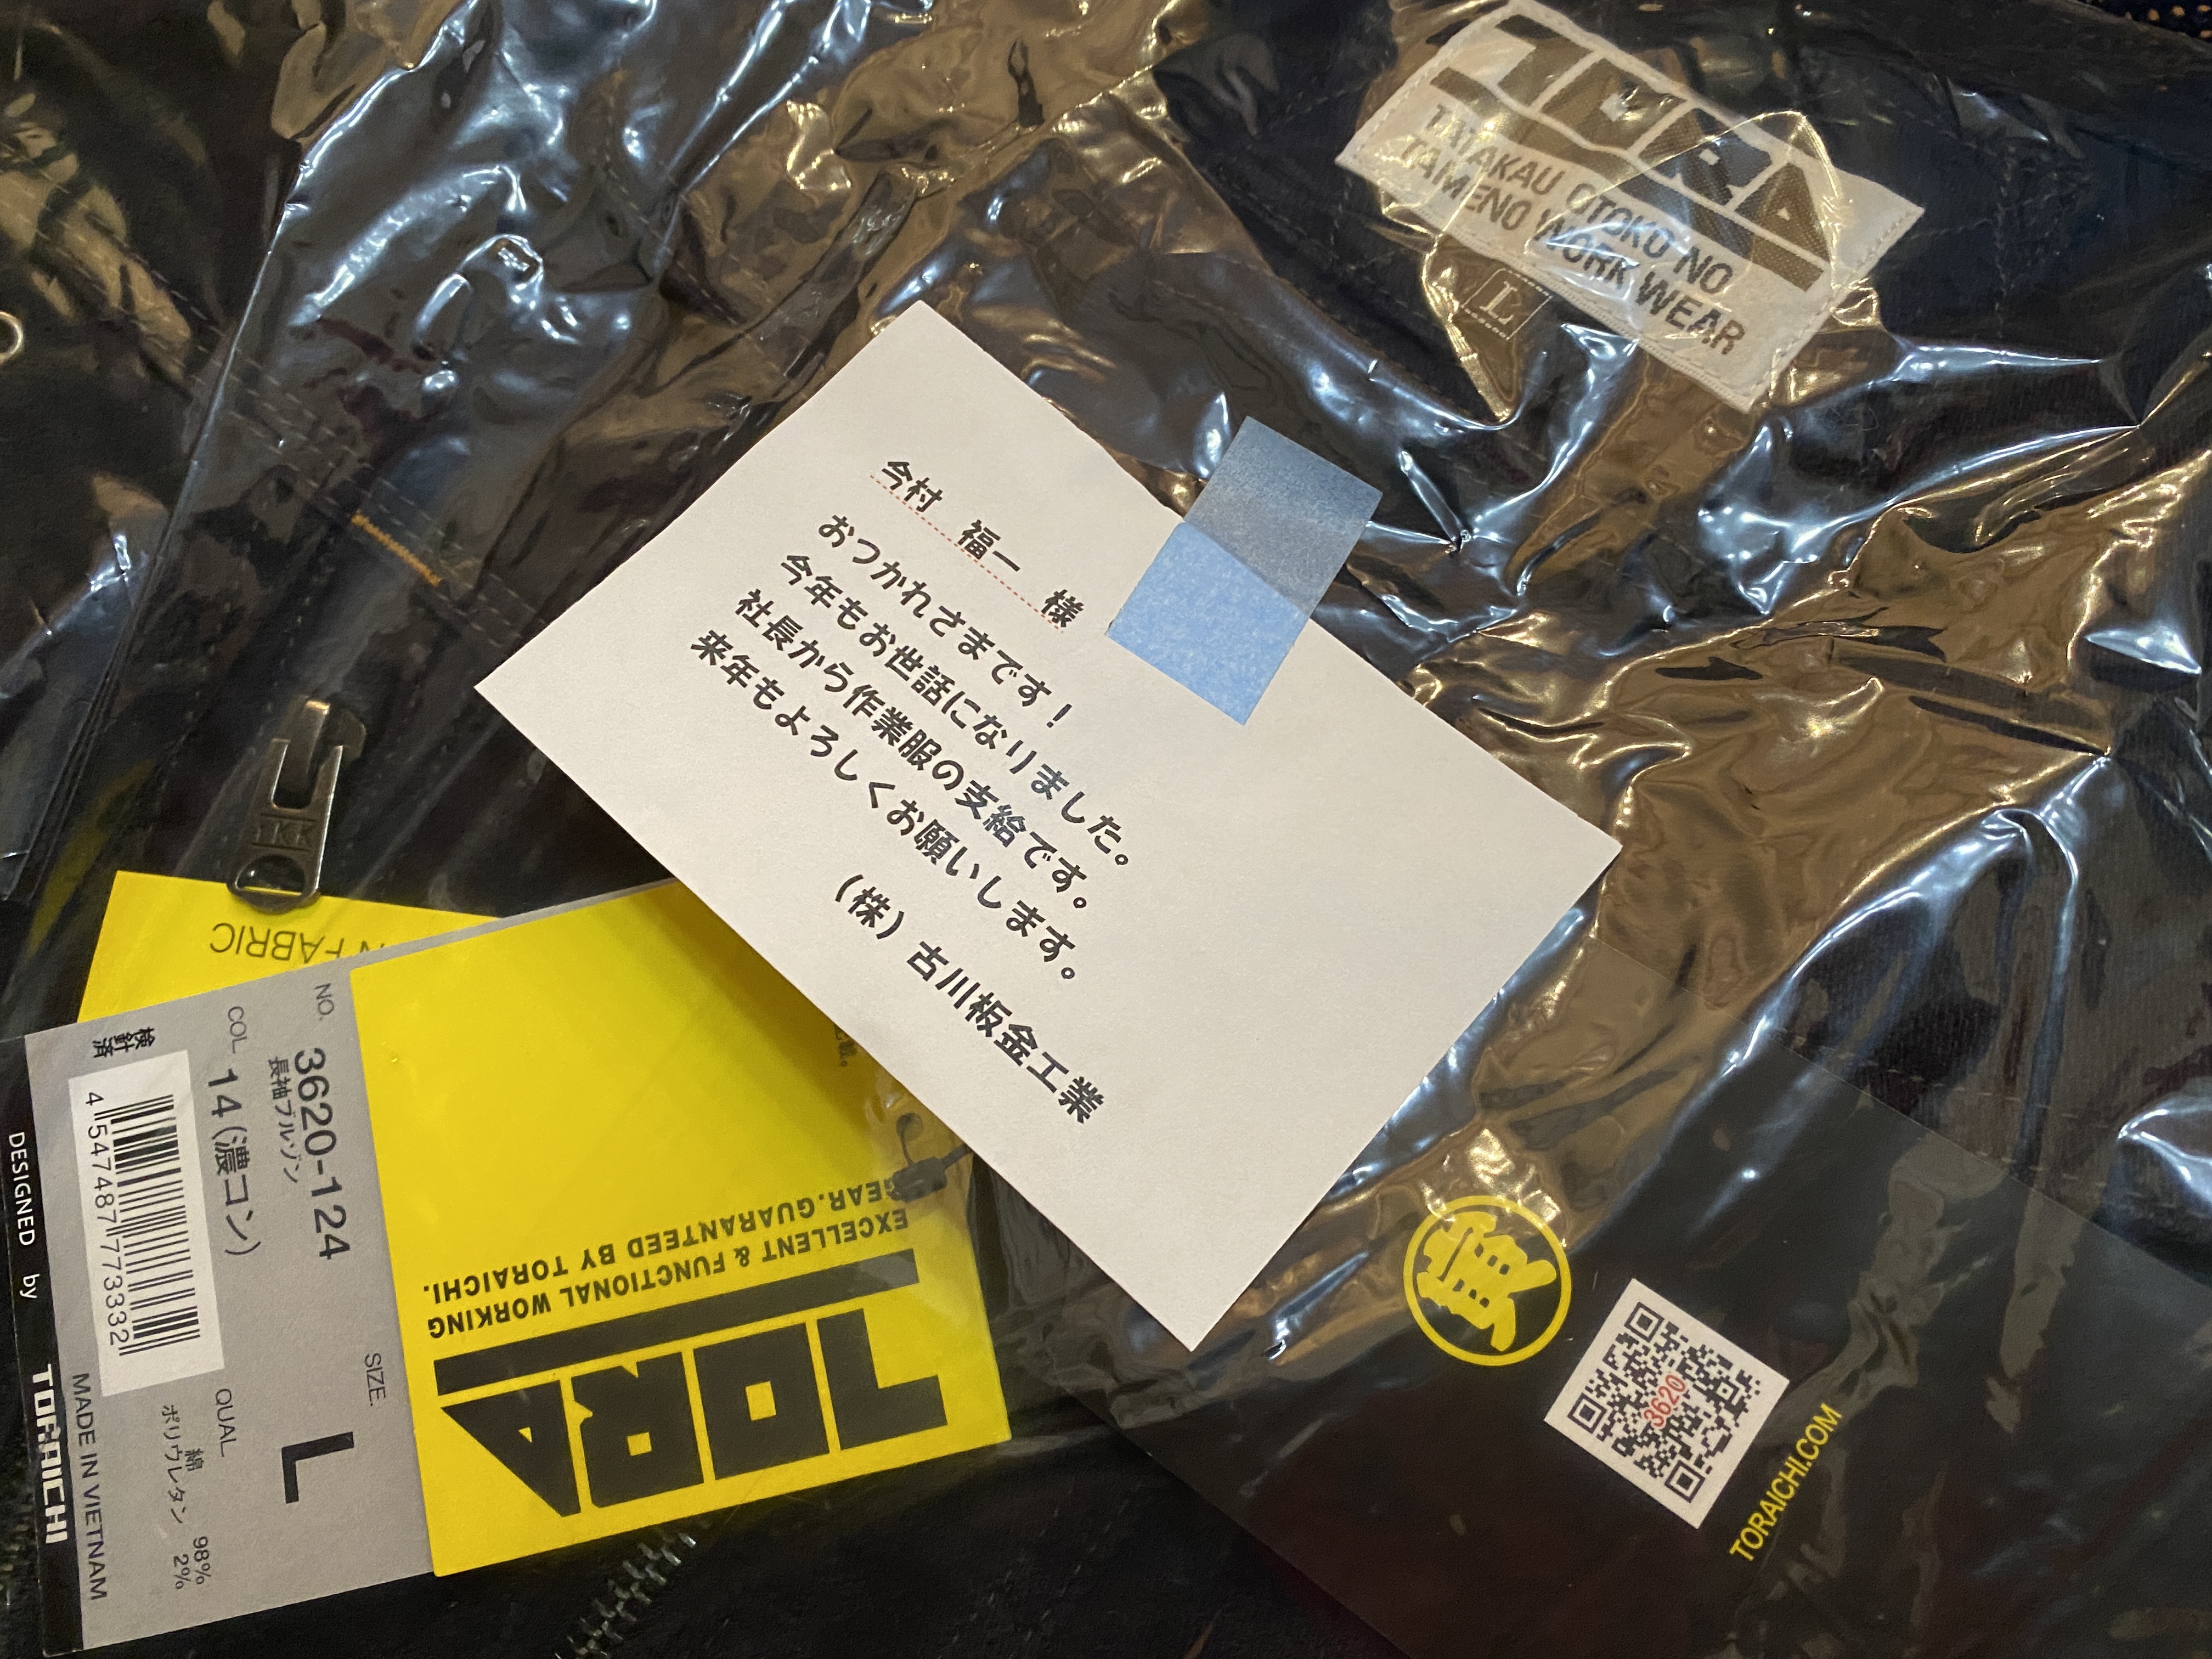 TORA
TATAKAU OTOKO NO
TAMENO WORK WEAR
L
今村　福一　様
おつかれさまです！
今年もお世話になりました。
社長から作業服の支給です。
来年もよろしくお願いします。
（株）古川板金工業
YKK
FABRIC
NO. 3620-124
長袖ブルゾン
COL 14(濃コン)
SIZE. L
検針済
4 547487 773332
QUAL
綿 98%
ポリウレタン 2%
MADE IN VIETNAM
DESIGNED by TORAICHI
TORA
EXCELLENT & FUNCTIONAL WORKING
GEAR.GUARANTEED BY TORAICHI.
寅
3620
TORAICHI.COM